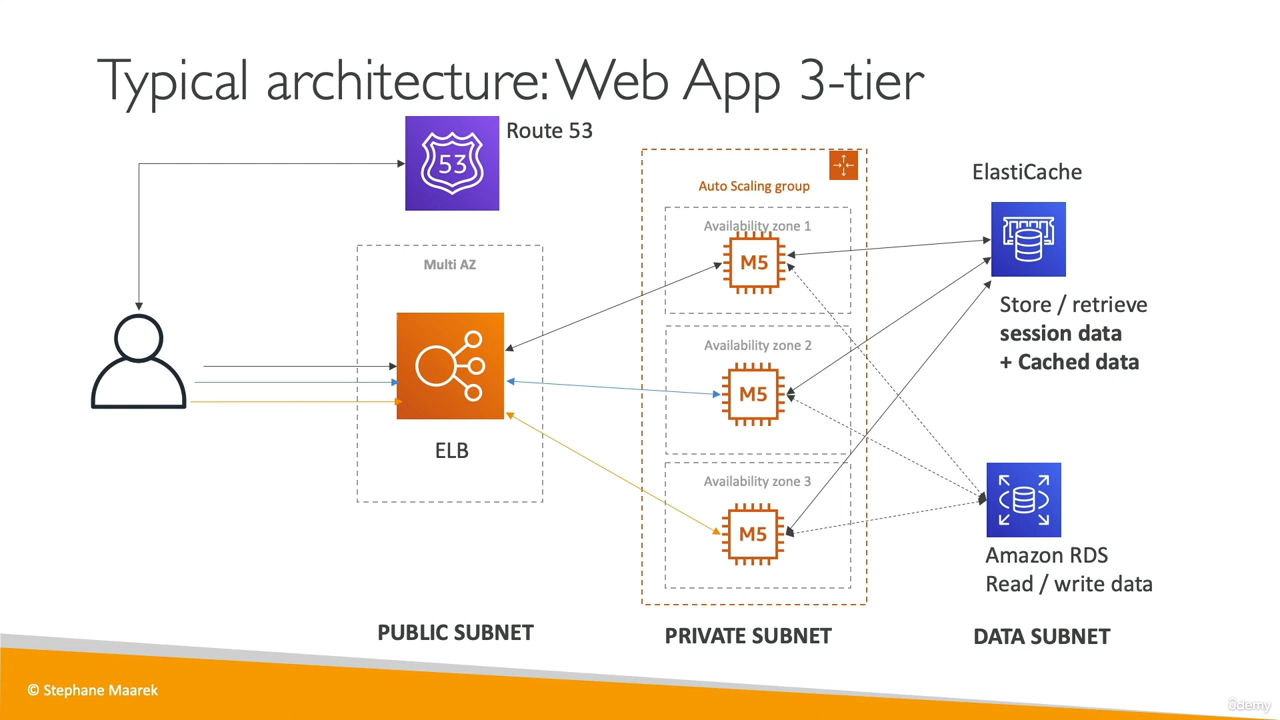 Typical architecture: Web App 3-tier
Route 53
53
Auto Scaling group
ElastiCache
Availability zone 1
M5
Multi AZ
Store / retrieve
session data
+ Cached data
Availability zone 2
M5
ELB
Availability zone 3
M5
Amazon RDS
Read / write data
PUBLIC SUBNET
PRIVATE SUBNET
DATA SUBNET
© Stephane Maarek
ûdemy